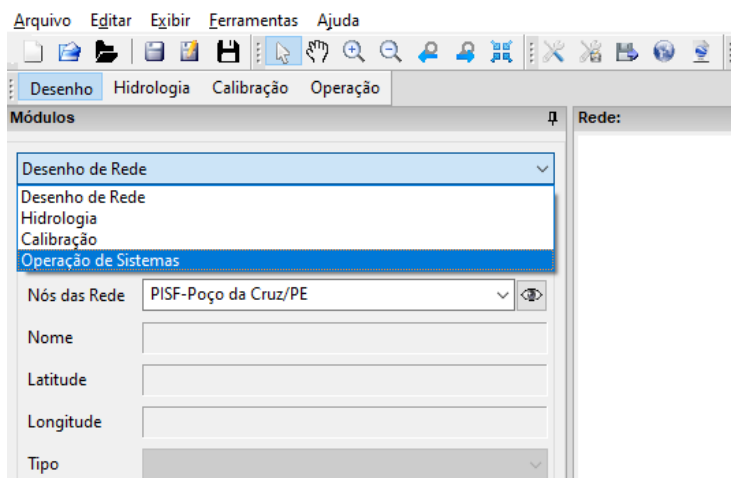 Arquivo Editar Exibir Ferramentas Ajuda
Desenho Hidrologia Calibração Operação
Módulos Rede:
Desenho de Rede
Desenho de Rede
Hidrologia
Calibração
Operação de Sistemas
Nós das Rede PISF-Poço da Cruz/PE
Nome
Latitude
Longitude
Tipo